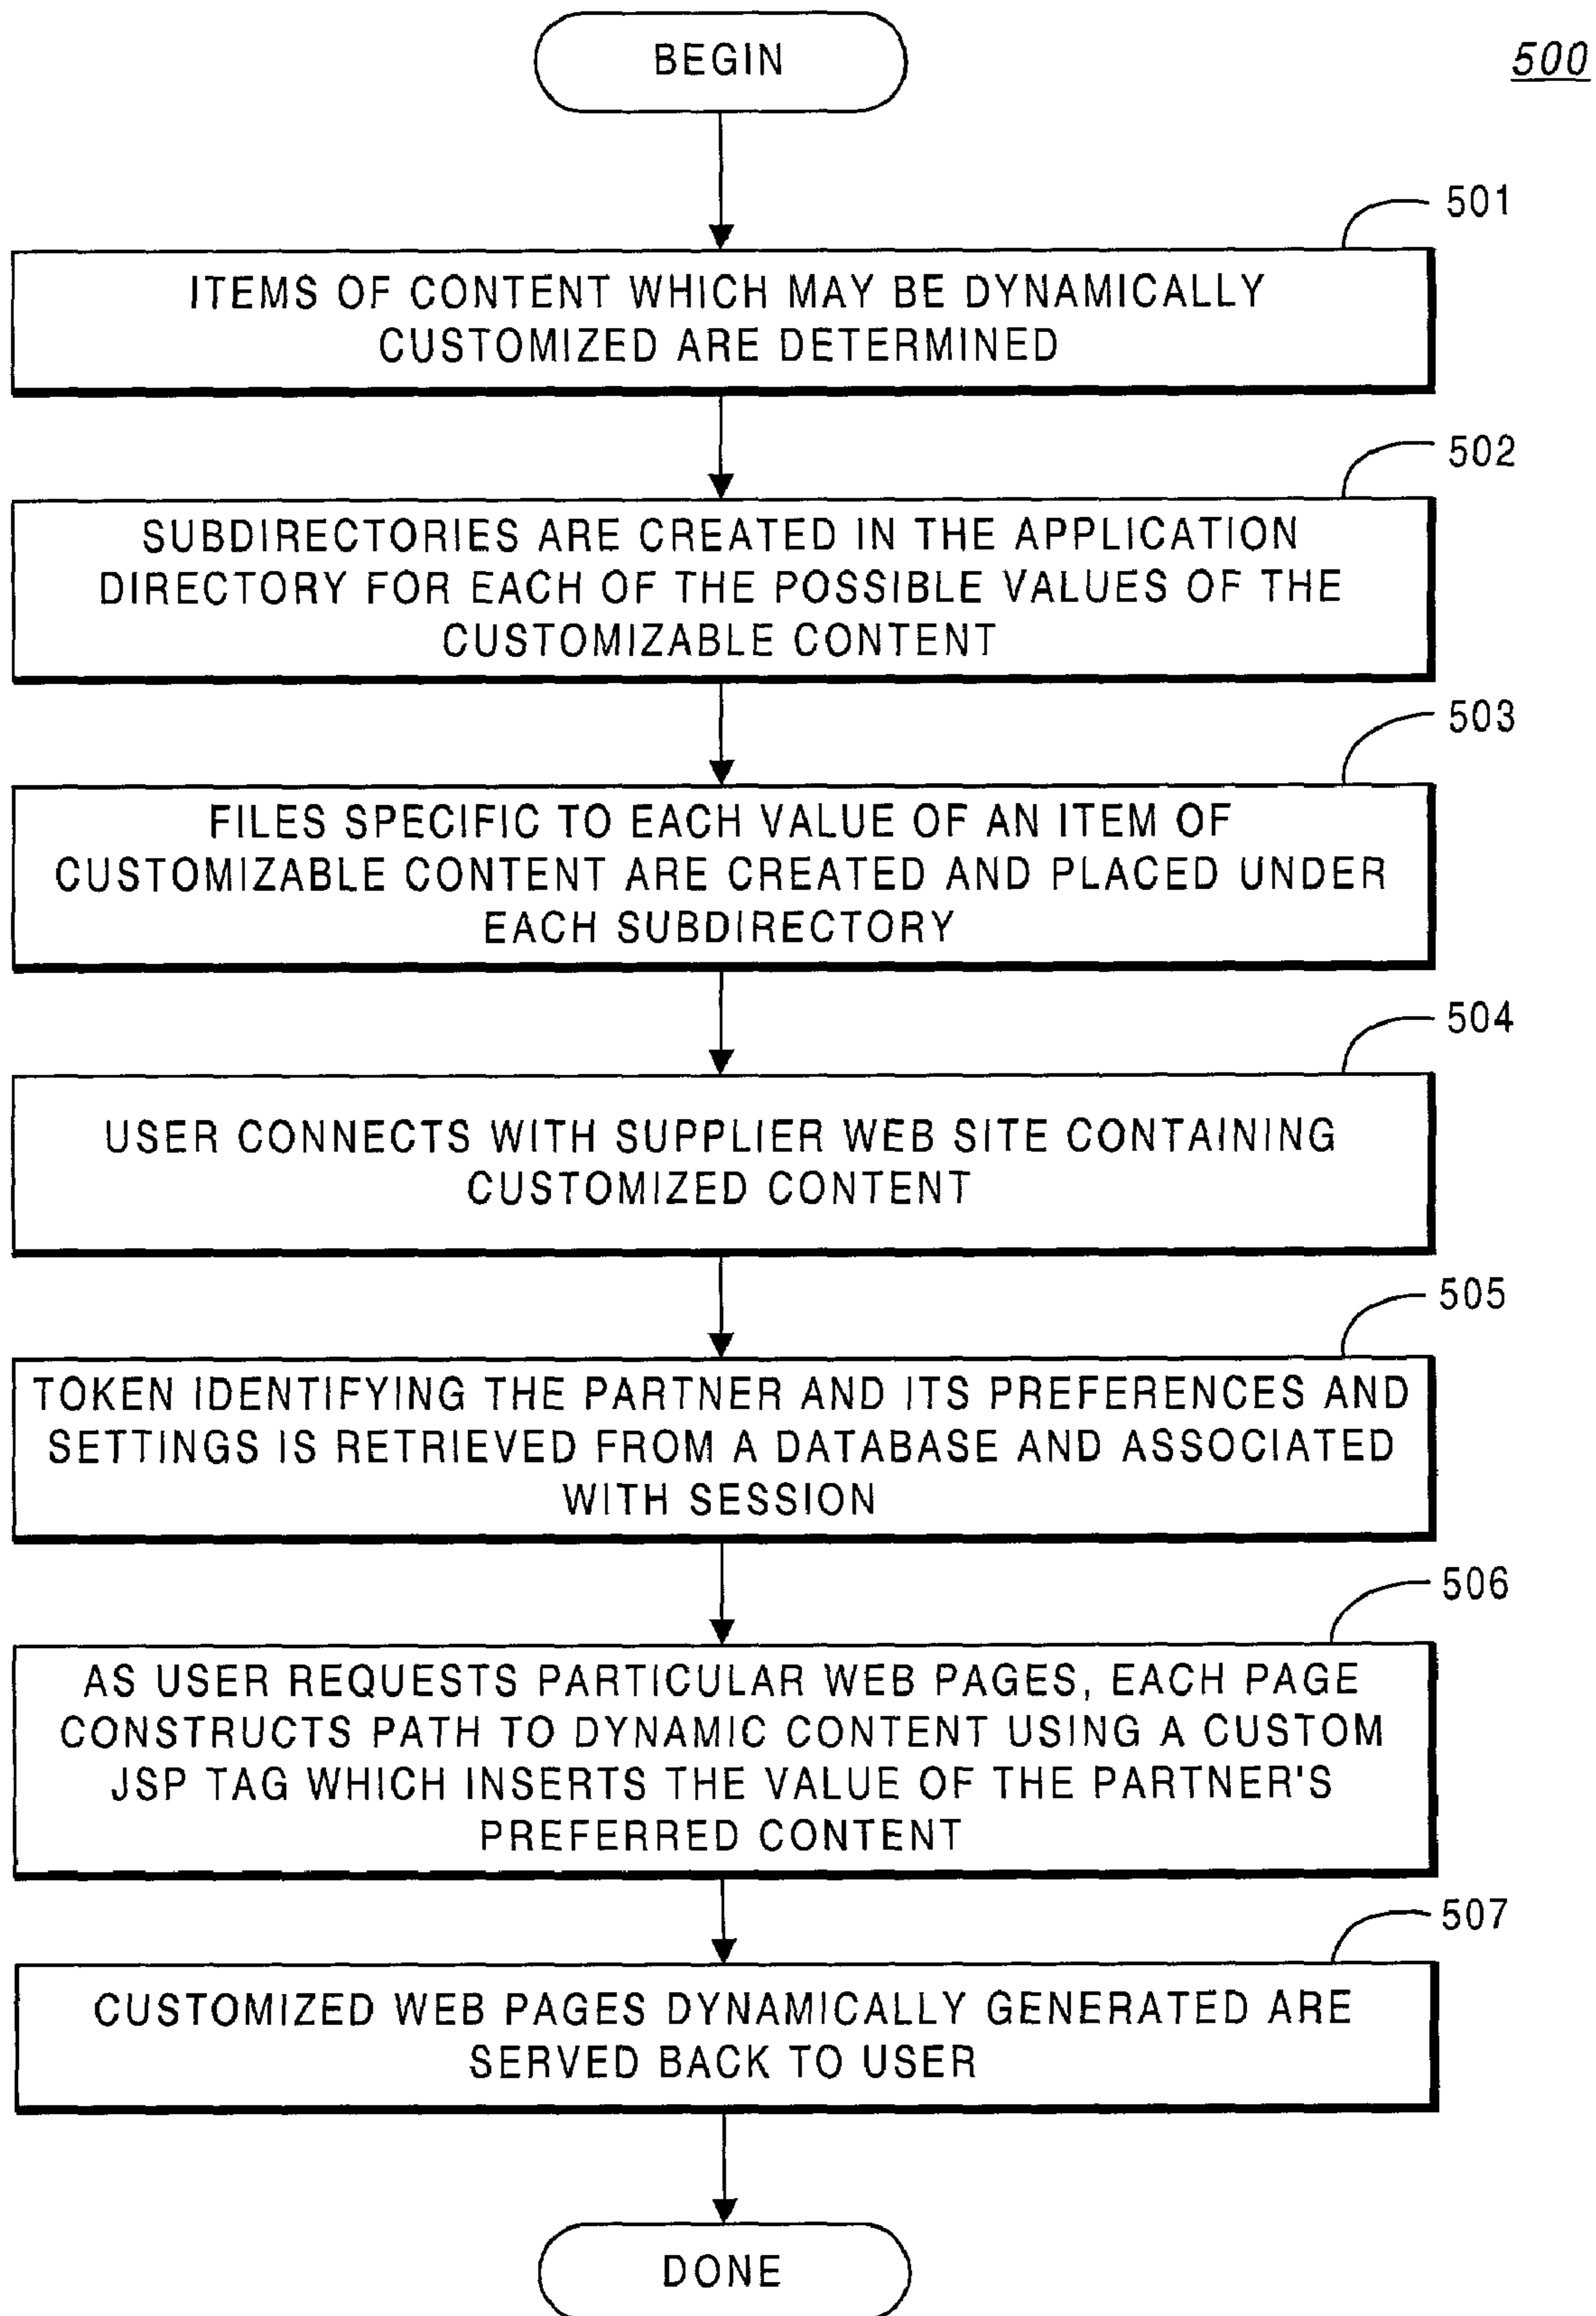 BEGIN
500
501
ITEMS OF CONTENT WHICH MAY BE DYNAMICALLY
CUSTOMIZED ARE DETERMINED
502
SUBDIRECTORIES ARE CREATED IN THE APPLICATION
DIRECTORY FOR EACH OF THE POSSIBLE VALUES OF THE
CUSTOMIZABLE CONTENT
503
FILES SPECIFIC TO EACH VALUE OF AN ITEM OF
CUSTOMIZABLE CONTENT ARE CREATED AND PLACED UNDER
EACH SUBDIRECTORY
504
USER CONNECTS WITH SUPPLIER WEB SITE CONTAINING
CUSTOMIZED CONTENT
505
TOKEN IDENTIFYING THE PARTNER AND ITS PREFERENCES AND
SETTINGS IS RETRIEVED FROM A DATABASE AND ASSOCIATED
WITH SESSION
506
AS USER REQUESTS PARTICULAR WEB PAGES, EACH PAGE
CONSTRUCTS PATH TO DYNAMIC CONTENT USING A CUSTOM
JSP TAG WHICH INSERTS THE VALUE OF THE PARTNER'S
PREFERRED CONTENT
507
CUSTOMIZED WEB PAGES DYNAMICALLY GENERATED ARE
SERVED BACK TO USER
DONE